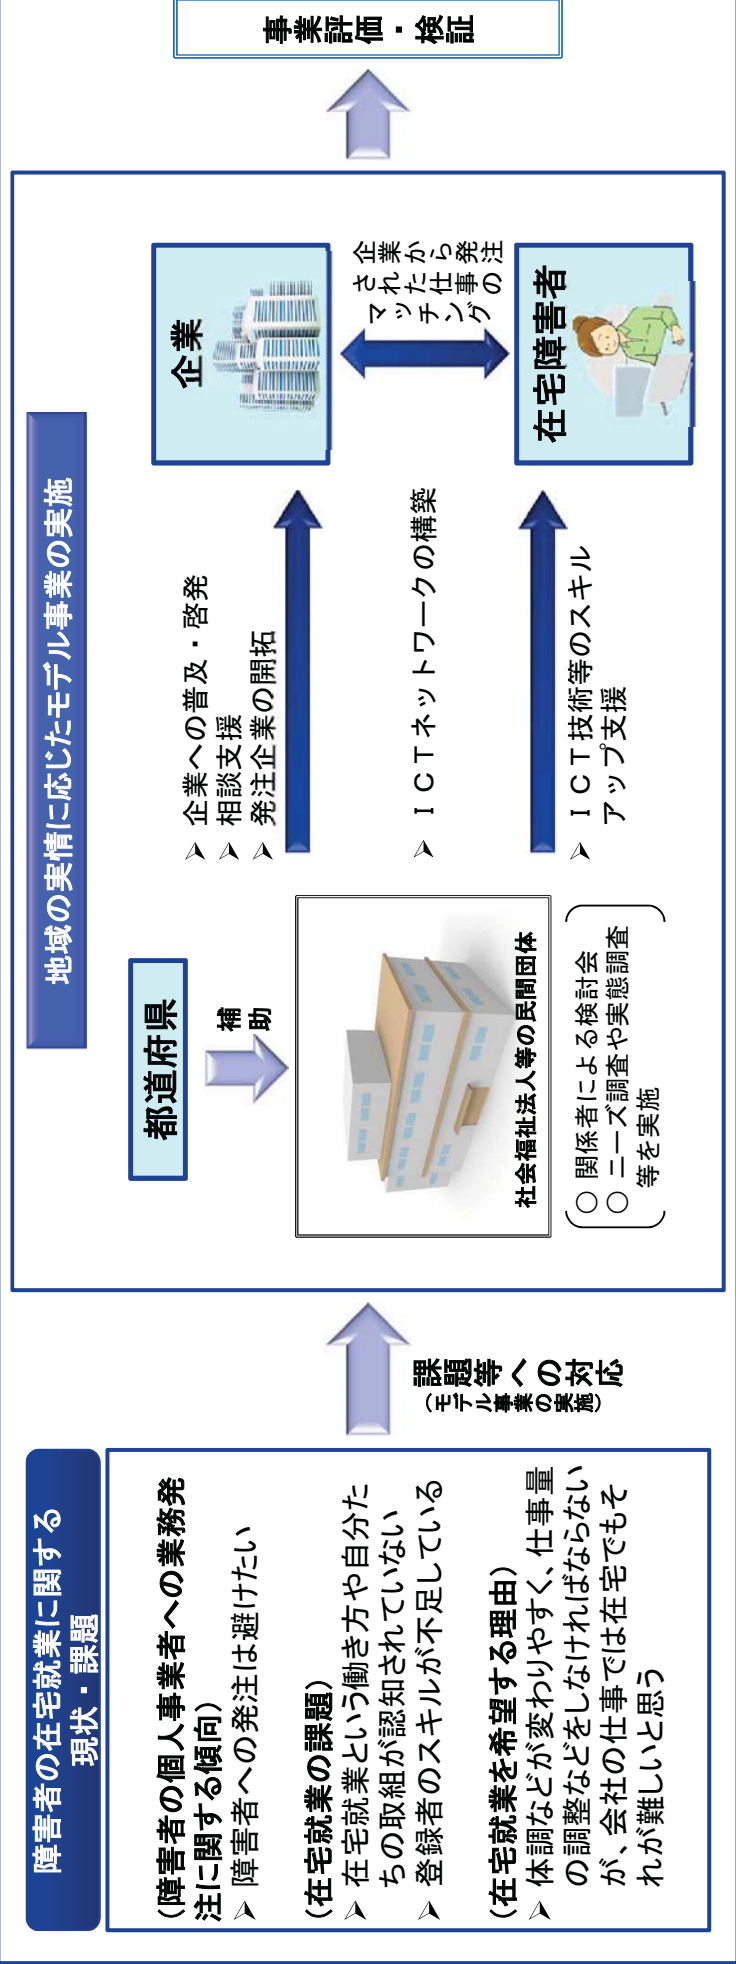 障害者の在宅就業に関する
現状・課題
（障害者の個人事業者への業務発
注に関する傾向）
➢ 障害者への発注は避けたい
（在宅就業の課題）
➢ 在宅就業という働き方や自分た
ちの取組が認知されていない
➢ 登録者のスキルが不足している
（在宅就業を希望する理由）
➢ 体調などが変わりやすく、仕事量
の調整などをしなければならない
が、会社の仕事では在宅でもそ
れが難しいと思う
課題等への対応
（モデル事業の実施）
地域の実情に応じたモデル事業の実施
都道府県
補
助
社会福祉法人等の民間団体
○ 関係者による検討会
○ ニーズ調査や実態調査
等を実施
➢ 企業への普及・啓発
➢ 相談支援
➢ 発注企業の開拓
➢ ＩＣＴネットワークの構築
➢ ＩＣＴ技術等のスキル
アップ支援
企業
企業から発注
された仕事の
マッチング
在宅障害者
事業評価・検証